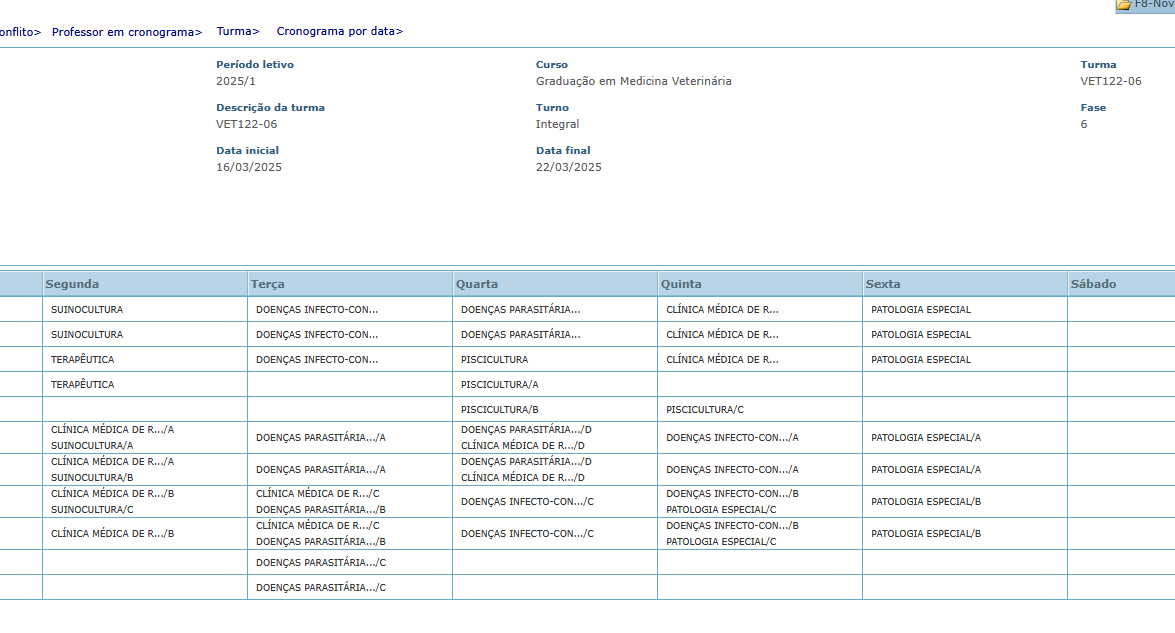 F8-Nov
onflito> Professor em cronograma> Turma> Cronograma por data>
Período letivo Curso Turma
2025/1 Graduação em Medicina Veterinária VET122-06
Descrição da turma Turno Fase
VET122-06 Integral 6
Data inicial Data final
16/03/2025 22/03/2025
Segunda Terça Quarta Quinta Sexta Sábado
SUINOCULTURA DOENÇAS INFECTO-CON... DOENÇAS PARASITÁRIA... CLÍNICA MÉDICA DE R... PATOLOGIA ESPECIAL
SUINOCULTURA DOENÇAS INFECTO-CON... DOENÇAS PARASITÁRIA... CLÍNICA MÉDICA DE R... PATOLOGIA ESPECIAL
TERAPÊUTICA DOENÇAS INFECTO-CON... PISCICULTURA CLÍNICA MÉDICA DE R... PATOLOGIA ESPECIAL
TERAPÊUTICA PISCICULTURA/A
PISCICULTURA/B PISCICULTURA/C
CLÍNICA MÉDICA DE R.../A DOENÇAS PARASITÁRIA.../D
DOENÇAS PARASITÁRIA.../A DOENÇAS INFECTO-CON.../A PATOLOGIA ESPECIAL/A
SUINOCULTURA/A CLÍNICA MÉDICA DE R.../D
CLÍNICA MÉDICA DE R.../A DOENÇAS PARASITÁRIA.../D
DOENÇAS PARASITÁRIA.../A DOENÇAS INFECTO-CON.../A PATOLOGIA ESPECIAL/A
SUINOCULTURA/B CLÍNICA MÉDICA DE R.../D
CLÍNICA MÉDICA DE R.../B CLÍNICA MÉDICA DE R.../C DOENÇAS INFECTO-CON.../B
DOENÇAS INFECTO-CON.../C PATOLOGIA ESPECIAL/B
SUINOCULTURA/C DOENÇAS PARASITÁRIA.../B PATOLOGIA ESPECIAL/C
CLÍNICA MÉDICA DE R.../C DOENÇAS INFECTO-CON.../B
CLÍNICA MÉDICA DE R.../B DOENÇAS INFECTO-CON.../C PATOLOGIA ESPECIAL/B
DOENÇAS PARASITÁRIA.../B PATOLOGIA ESPECIAL/C
DOENÇAS PARASITÁRIA.../C
DOENÇAS PARASITÁRIA.../C